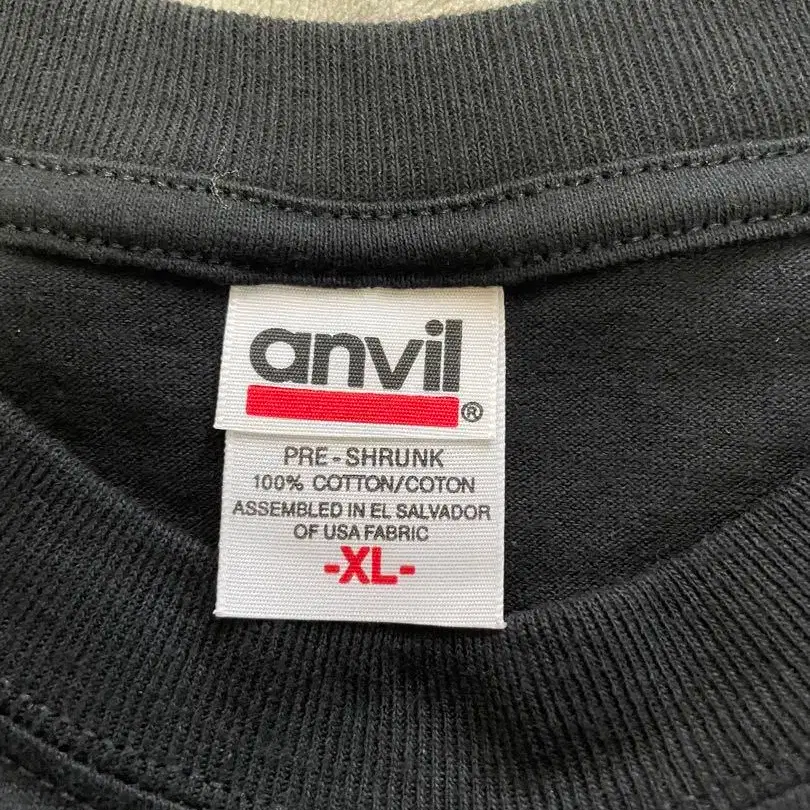 anvil
®
PRE-SHRUNK
100% COTTON/COTON
ASSEMBLED IN EL SALVADOR
OF USA FABRIC
-XL-